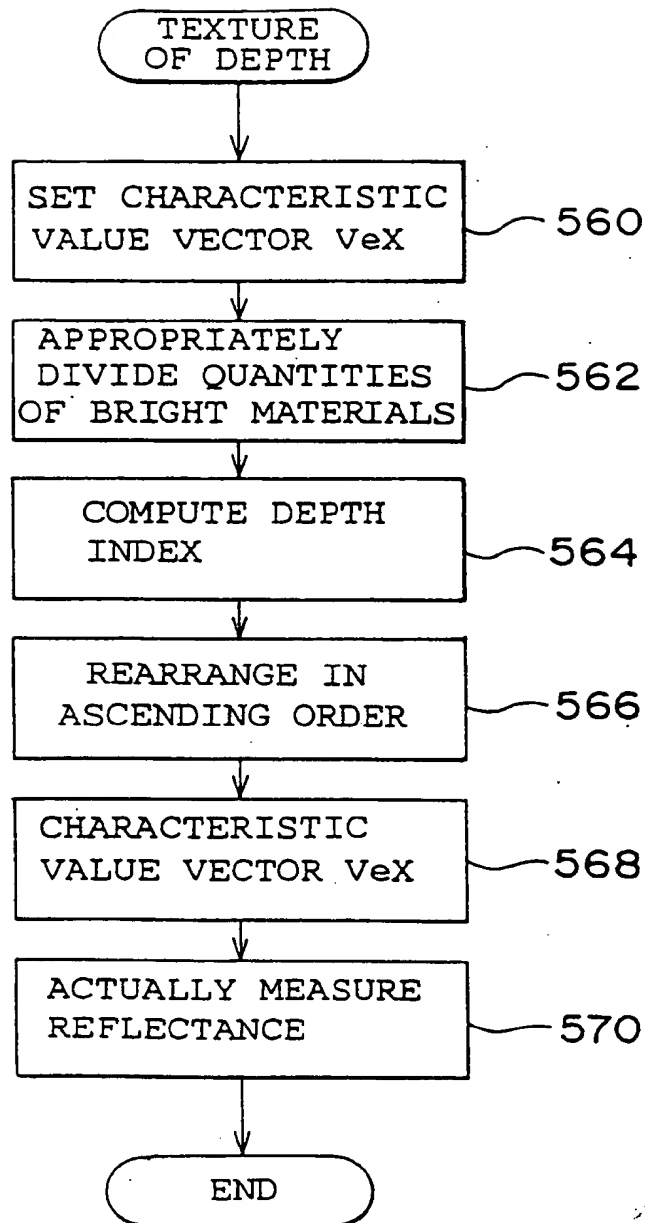 TEXTURE
OF DEPTH
SET CHARACTERISTIC
VALUE VECTOR VeX
560
APPROPRIATELY
DIVIDE QUANTITIES
OF BRIGHT MATERIALS
562
COMPUTE DEPTH
INDEX
564
REARRANGE IN
ASCENDING ORDER
566
CHARACTERISTIC
VALUE VECTOR VeX
568
ACTUALLY MEASURE
REFLECTANCE
570
END